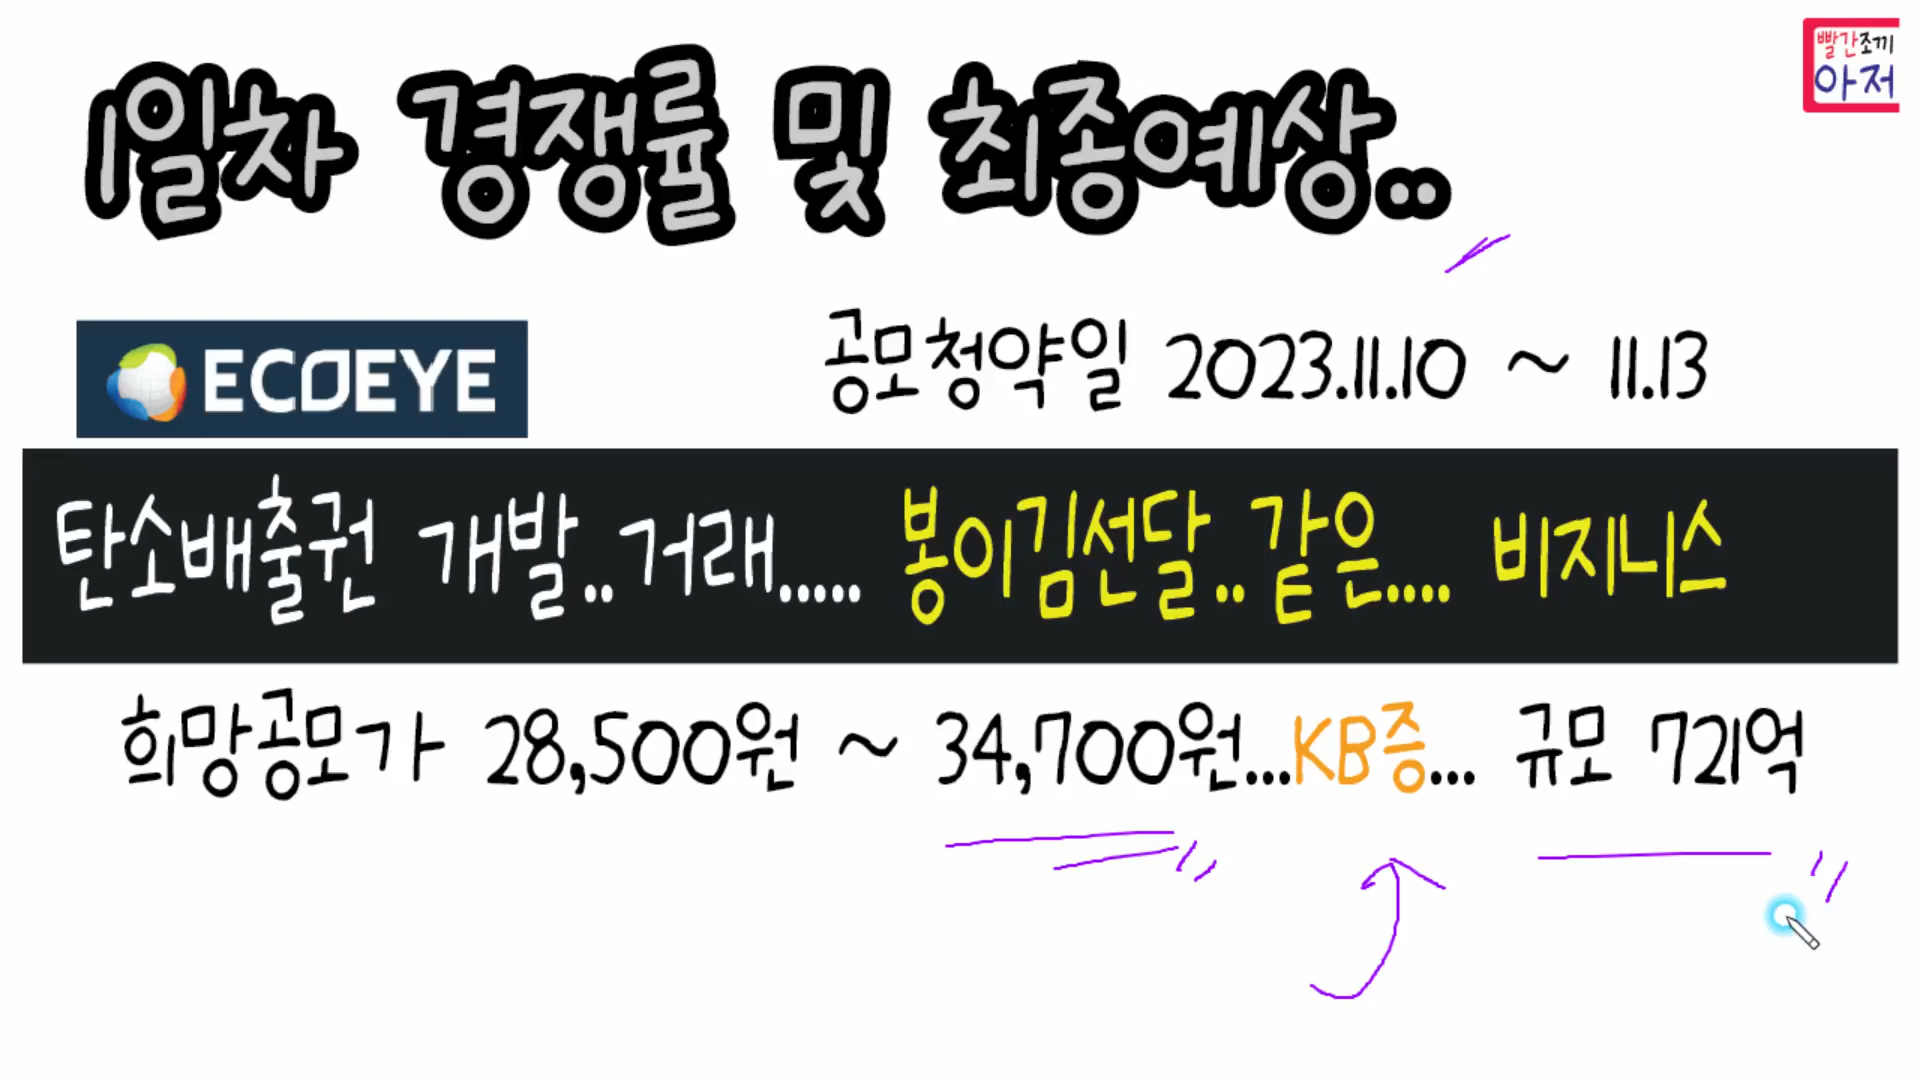 빨간조끼
아저
1일차 경쟁률 및 최종예상..
ECOEYE
공모청약일 2023.11.10 ~ 11.13
탄소배출권 개발..거래..... 봉이김선달..같은.... 비지니스
희망공모가 28,500원 ~ 34,700원...KB증... 규모 721억